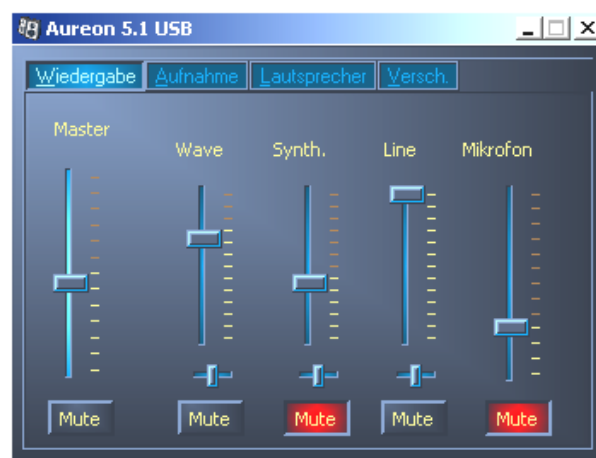 Aureon 5.1 USB
Wiedergabe Aufnahme Lautsprecher Versch.
Master
Wave Synth. Line Mikrofon
Mute Mute Mute Mute Mute